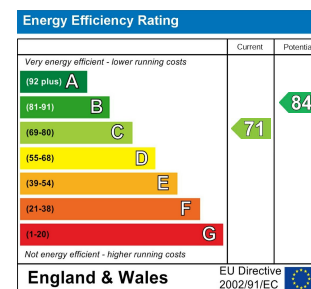 Energy Efficiency Rating
Current Potentia
Very energy efficient - lower running costs
(92 plus) A
(81-91) B
(69-80) C
(55-68) D
(39-54) E
(21-38) F
(1-20) G
71
84
Not energy efficient - higher running costs
England & Wales
EU Directive
2002/91/EC